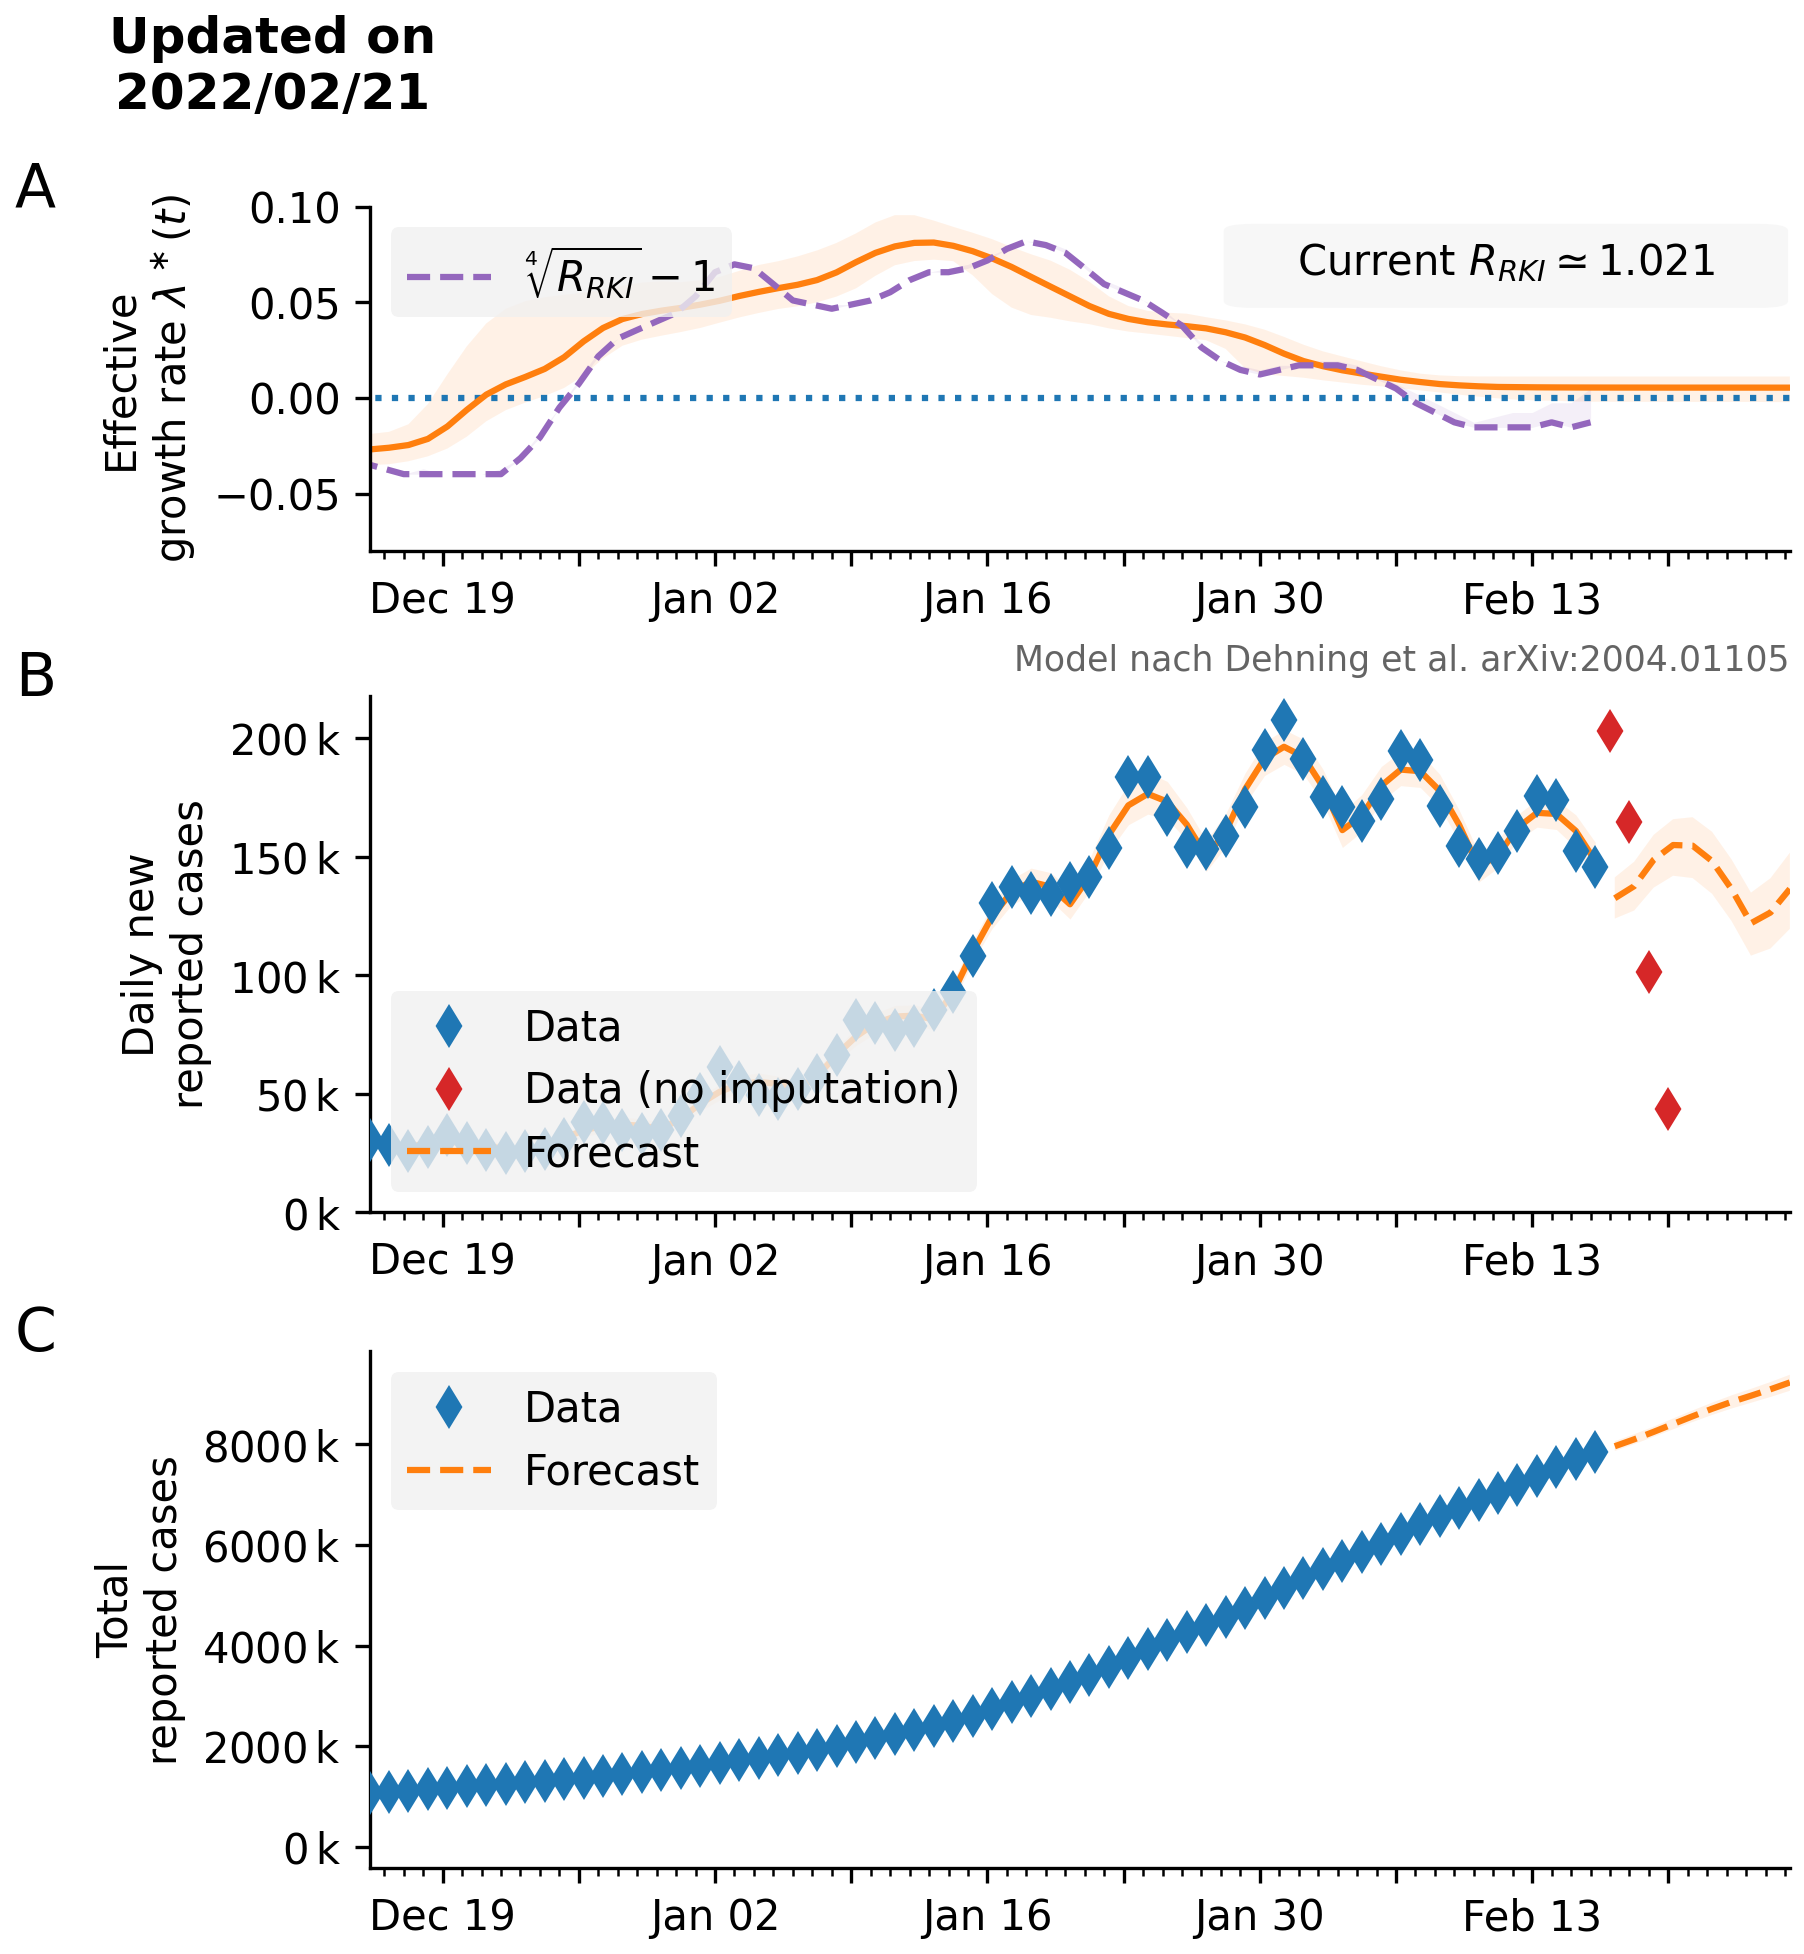 Updated on
2022/02/21
A
Effective
growth rate λ * (t)
0.10
0.05
0.00
−0.05
∜R_RKI − 1
Current R_RKI ≃ 1.021
Dec 19 Jan 02 Jan 16 Jan 30 Feb 13
Model nach Dehning et al. arXiv:2004.01105
B
Daily new
reported cases
200 k
150 k
100 k
50 k
0 k
Data
Data (no imputation)
Forecast
Dec 19 Jan 02 Jan 16 Jan 30 Feb 13
C
Total
reported cases
8000 k
6000 k
4000 k
2000 k
0 k
Data
Forecast
Dec 19 Jan 02 Jan 16 Jan 30 Feb 13